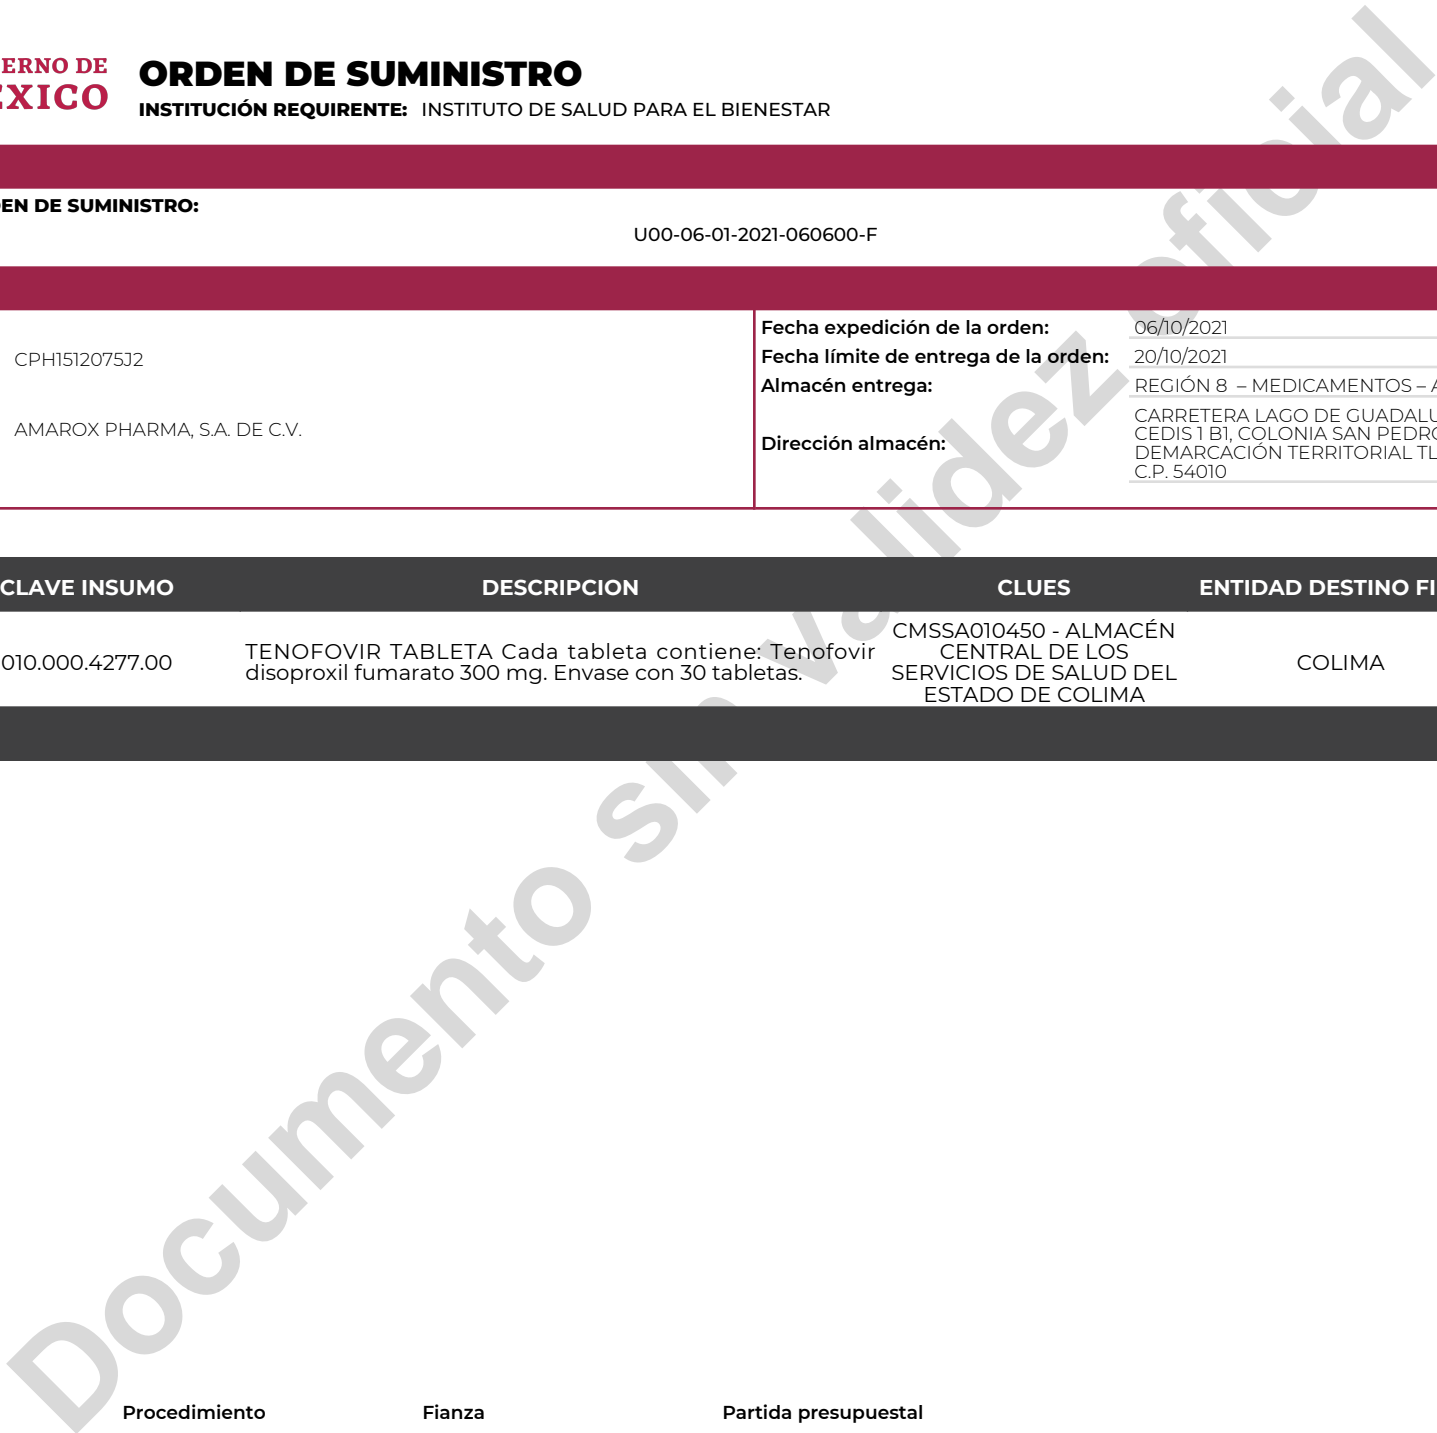 ERNO DE
EXICO
ORDEN DE SUMINISTRO
INSTITUCIÓN REQUIRENTE: INSTITUTO DE SALUD PARA EL BIENESTAR
EN DE SUMINISTRO:
U00-06-01-2021-060600-F
CPH1512075J2
AMAROX PHARMA, S.A. DE C.V.
Fecha expedición de la orden: 06/10/2021
Fecha límite de entrega de la orden: 20/10/2021
Almacén entrega: REGIÓN 8 – MEDICAMENTOS – A
Dirección almacén:
CARRETERA LAGO DE GUADALU
CEDIS 1 B1, COLONIA SAN PEDRO
DEMARCACIÓN TERRITORIAL TL
C.P. 54010
CLAVE INSUMO DESCRIPCION CLUES ENTIDAD DESTINO FI
010.000.4277.00
TENOFOVIR TABLETA Cada tableta contiene: Tenofovir
disoproxil fumarato 300 mg. Envase con 30 tabletas.
CMSSA010450 - ALMACÉN
CENTRAL DE LOS
SERVICIOS DE SALUD DEL
ESTADO DE COLIMA
COLIMA
Documento sin validez oficial
Procedimiento Fianza Partida presupuestal